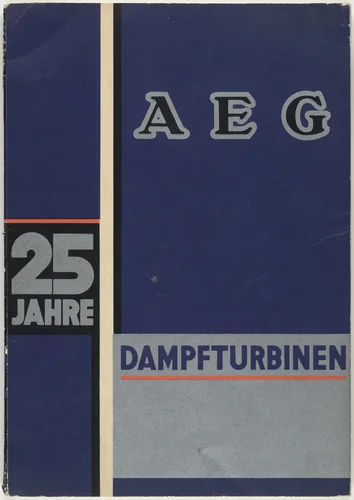 AEG
25
JAHRE
DAMPFTURBINEN